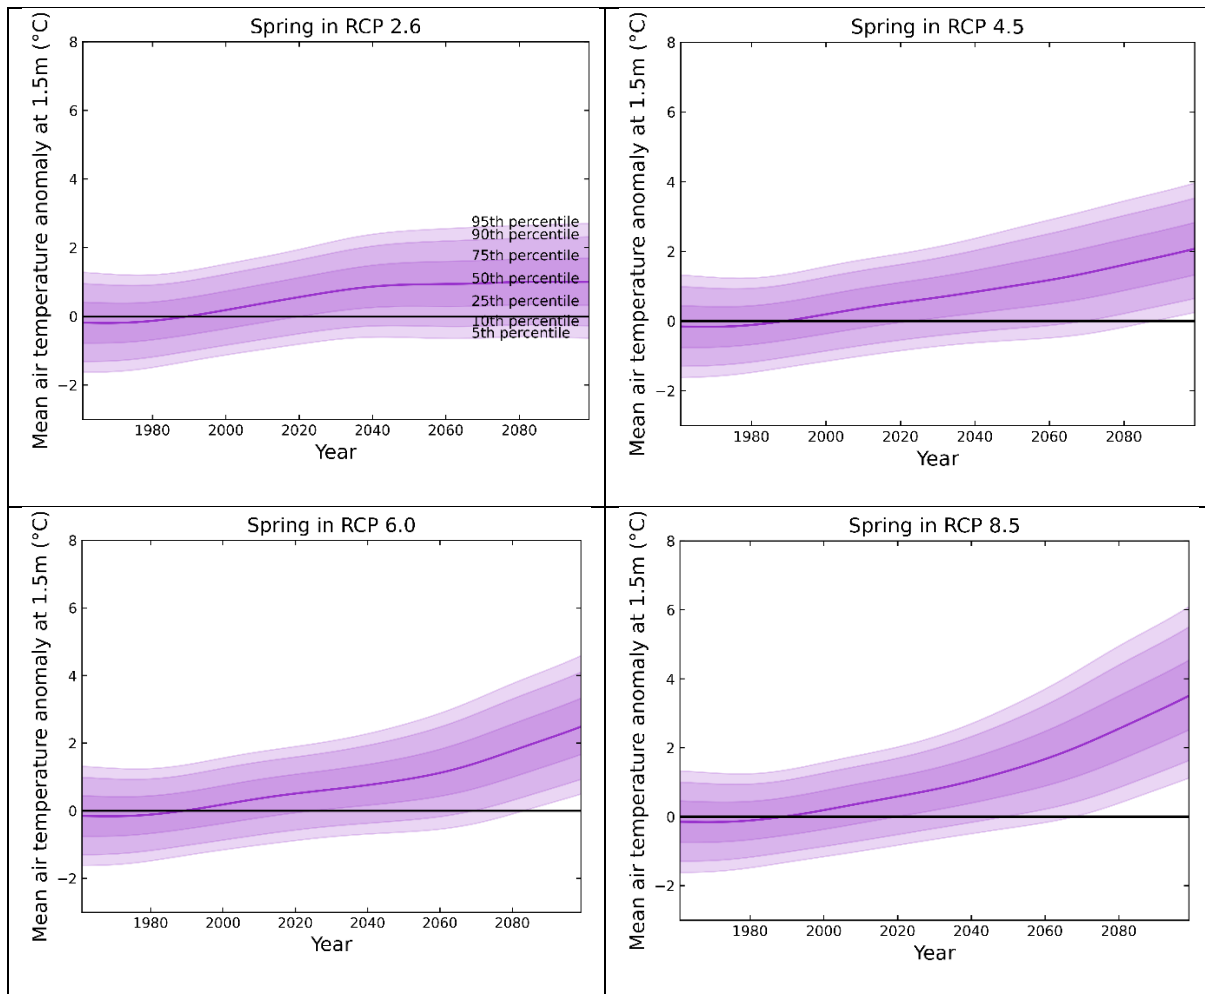 Spring in RCP 2.6
Mean air temperature anomaly at 1.5m (°C)
8
6
4
2
0
−2
95th percentile
90th percentile
75th percentile
50th percentile
25th percentile
10th percentile
5th percentile
1980 2000 2020 2040 2060 2080
Year
Spring in RCP 4.5
Mean air temperature anomaly at 1.5m (°C)
8
6
4
2
0
−2
1980 2000 2020 2040 2060 2080
Year
Spring in RCP 6.0
Mean air temperature anomaly at 1.5m (°C)
8
6
4
2
0
−2
1980 2000 2020 2040 2060 2080
Year
Spring in RCP 8.5
Mean air temperature anomaly at 1.5m (°C)
8
6
4
2
0
−2
1980 2000 2020 2040 2060 2080
Year